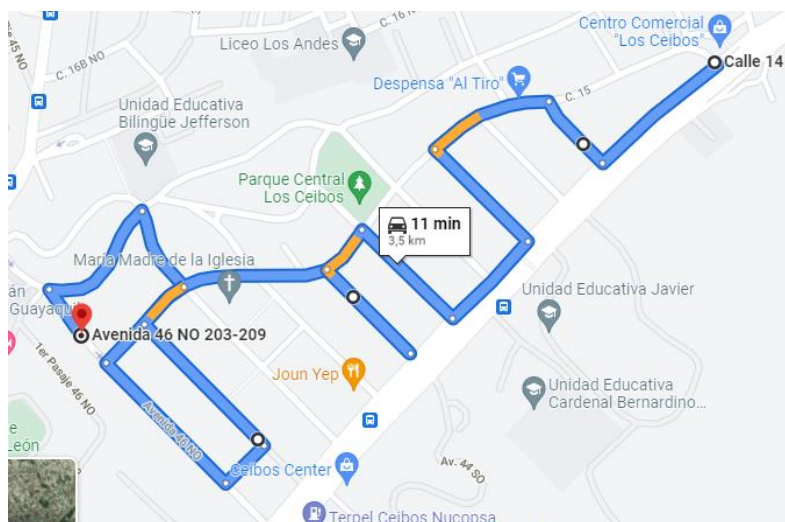 Centro Comercial
"Los Ceibos"
C. 16 N
45 NO
Liceo Los Andes
Calle 14
C. 16B NO
Despensa "Al Tiro"
C. 15
Unidad Educativa
Bilingüe Jefferson
Parque Central
Los Ceibos
11 min
3,5 km
María Madre de la Iglesia
Unidad Educativa Javier
Guayaquil
Avenida 46 NO 203-209
1er Pasaje 46 NO
Joun Yep
Unidad Educativa
Cardenal Bernardino...
Avenida 46 NO
León
Ceibos Center
Av. 44 SO
Terpel Ceibos Nucopsa